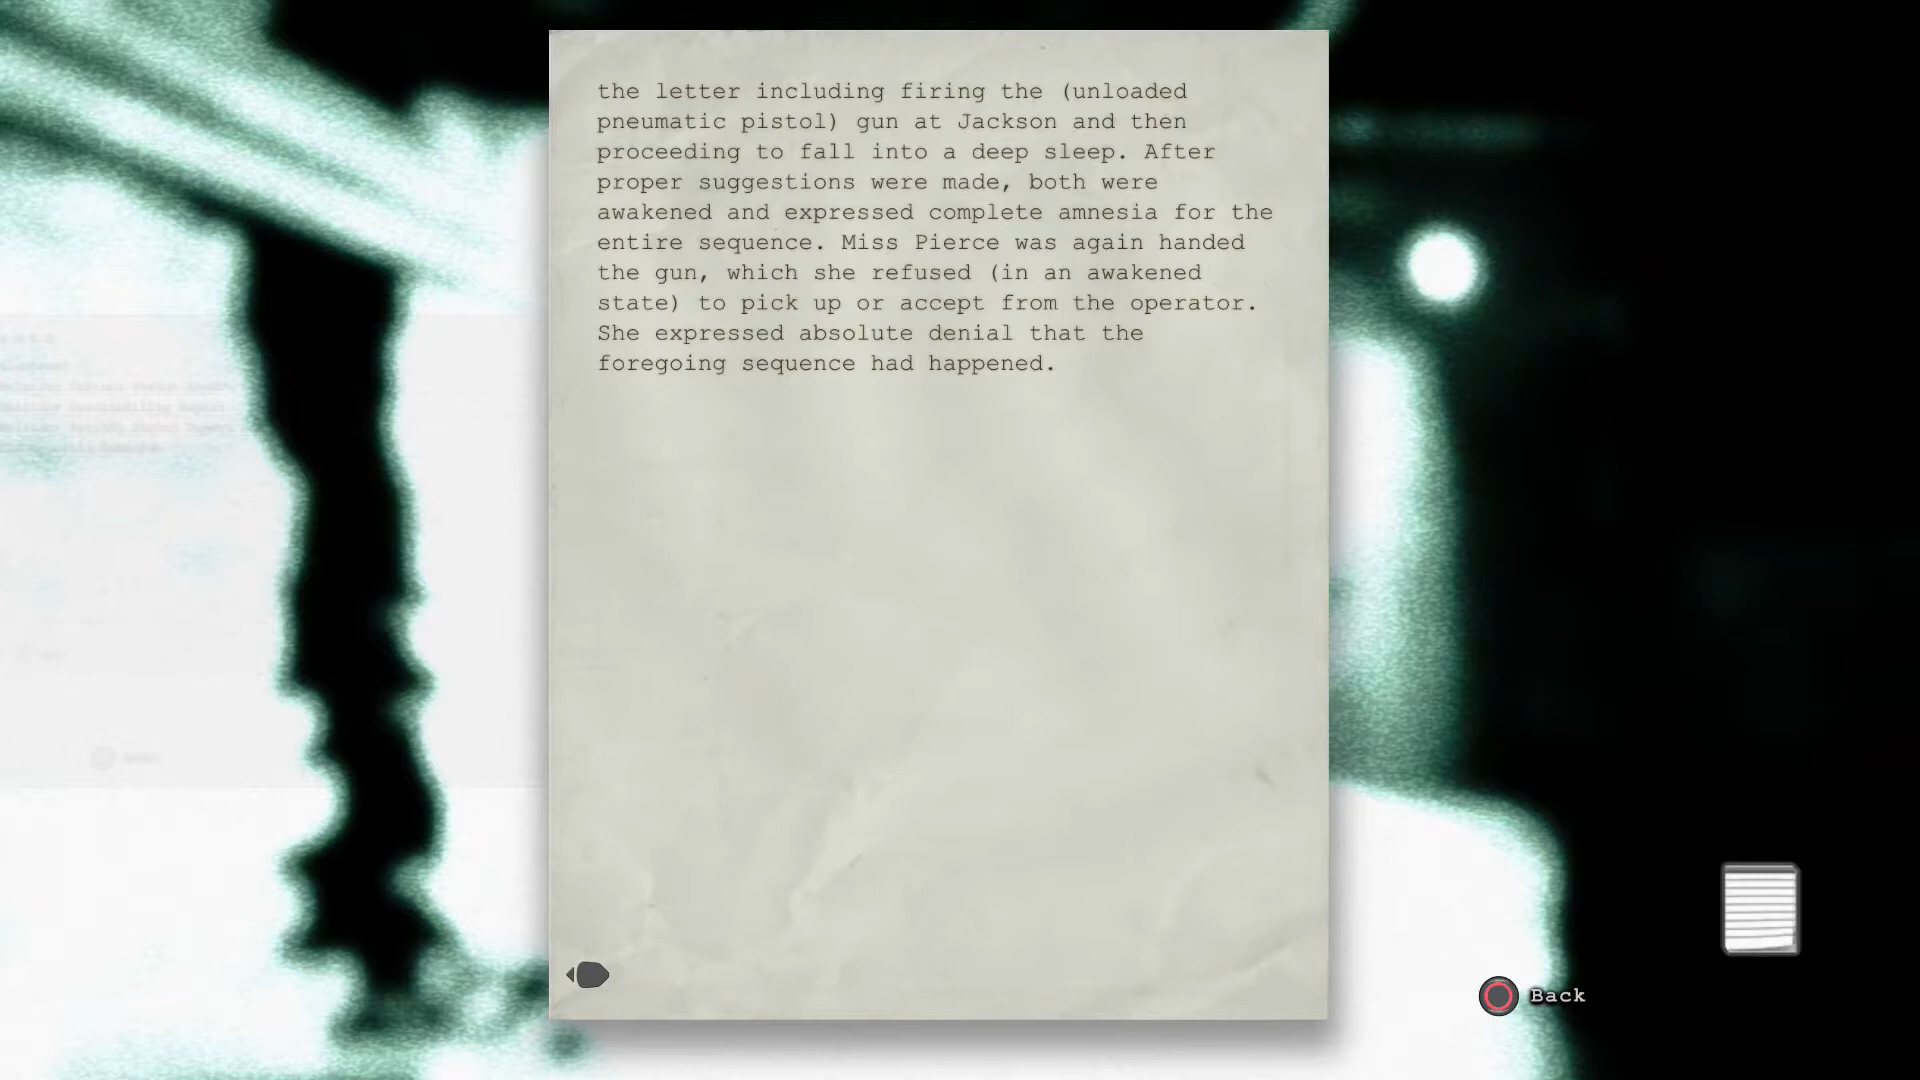 the letter including firing the (unloaded
pneumatic pistol) gun at Jackson and then
proceeding to fall into a deep sleep. After
proper suggestions were made, both were
awakened and expressed complete amnesia for the
entire sequence. Miss Pierce was again handed
the gun, which she refused (in an awakened
state) to pick up or accept from the operator.
She expressed absolute denial that the
foregoing sequence had happened.
Back